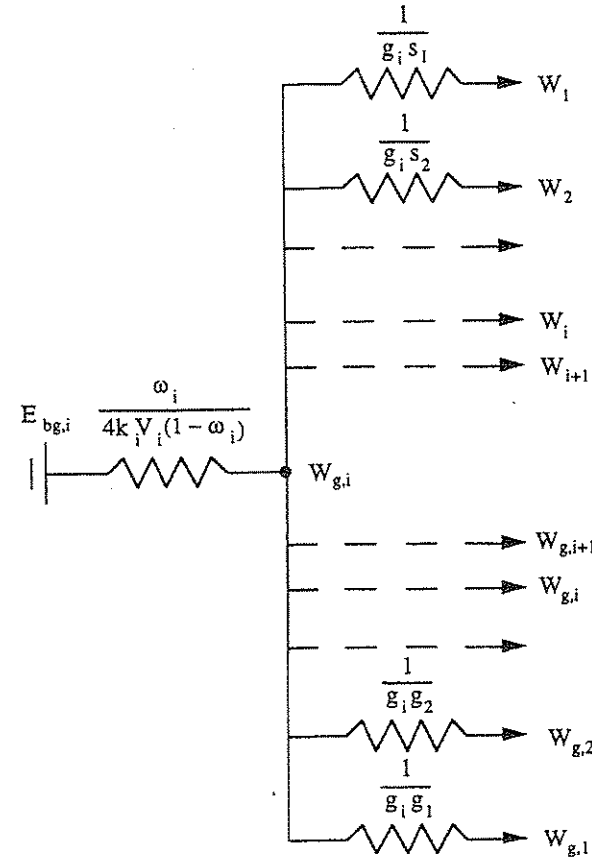 1
g_i s_1
W_1
1
g_i s_2
W_2
W_i
W_{i+1}
E_{bg,i}
ω_i
4k_i V_i (1 – ω_i)
W_{g,i}
W_{g,i+1}
W_{g,i}
1
g_i g_2
W_{g,2}
1
g_i g_1
W_{g,1}